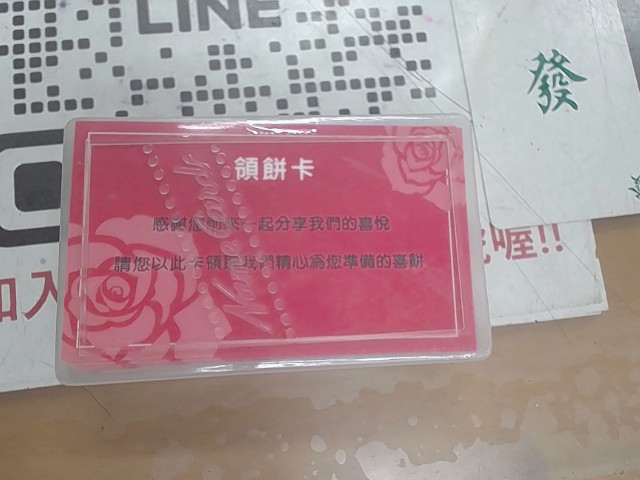 LINE
發
領餅卡
感謝您前來一起分享我們的喜悅
請您以此卡領取我們精心為您準備的喜餅
Name Cards
加入
喔!!